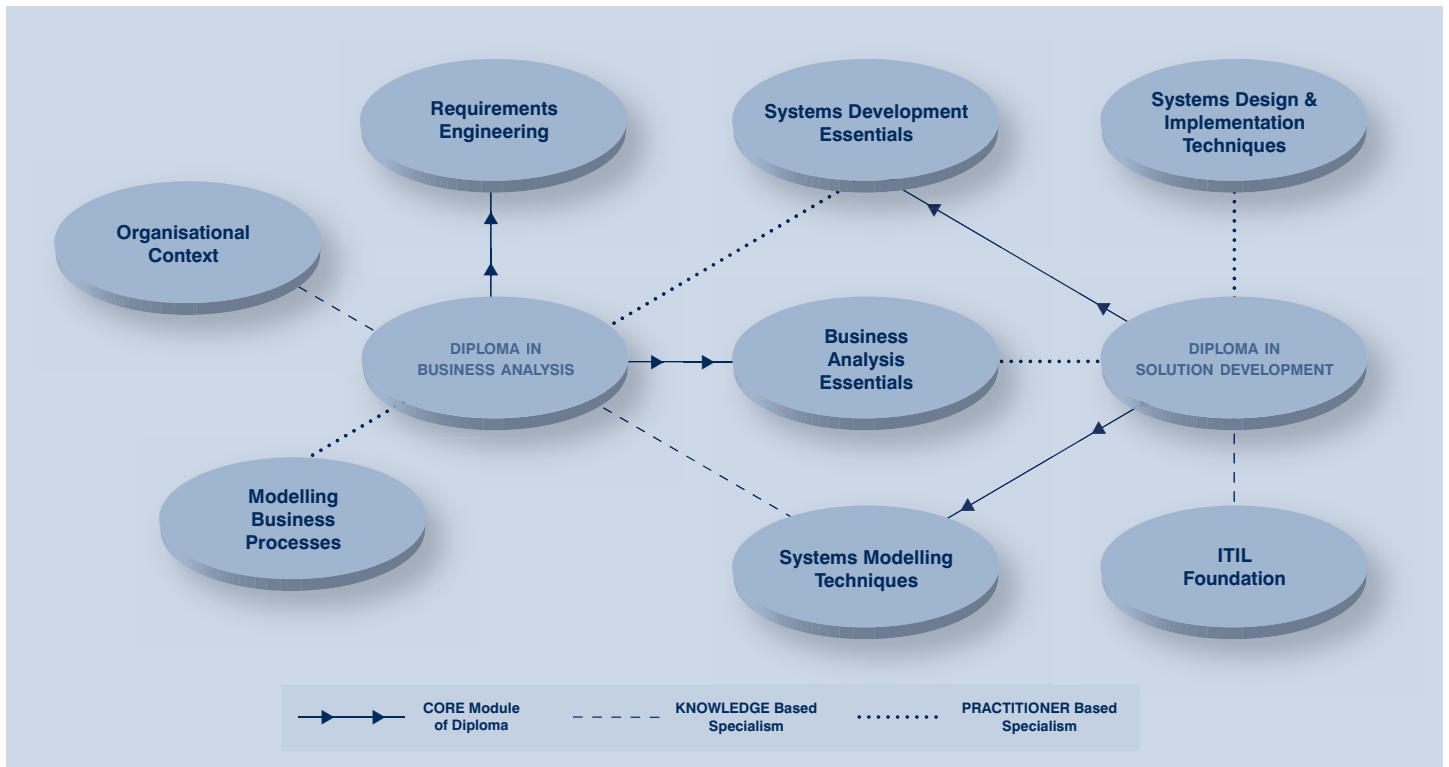 Requirements
Engineering
Systems Development
Essentials
Systems Design &
Implementation
Techniques
Organisational
Context
DIPLOMA IN
BUSINESS ANALYSIS
Business
Analysis
Essentials
DIPLOMA IN
SOLUTION DEVELOPMENT
Modelling
Business
Processes
Systems Modelling
Techniques
ITIL
Foundation
CORE Module
of Diploma
KNOWLEDGE Based
Specialism
PRACTITIONER Based
Specialism